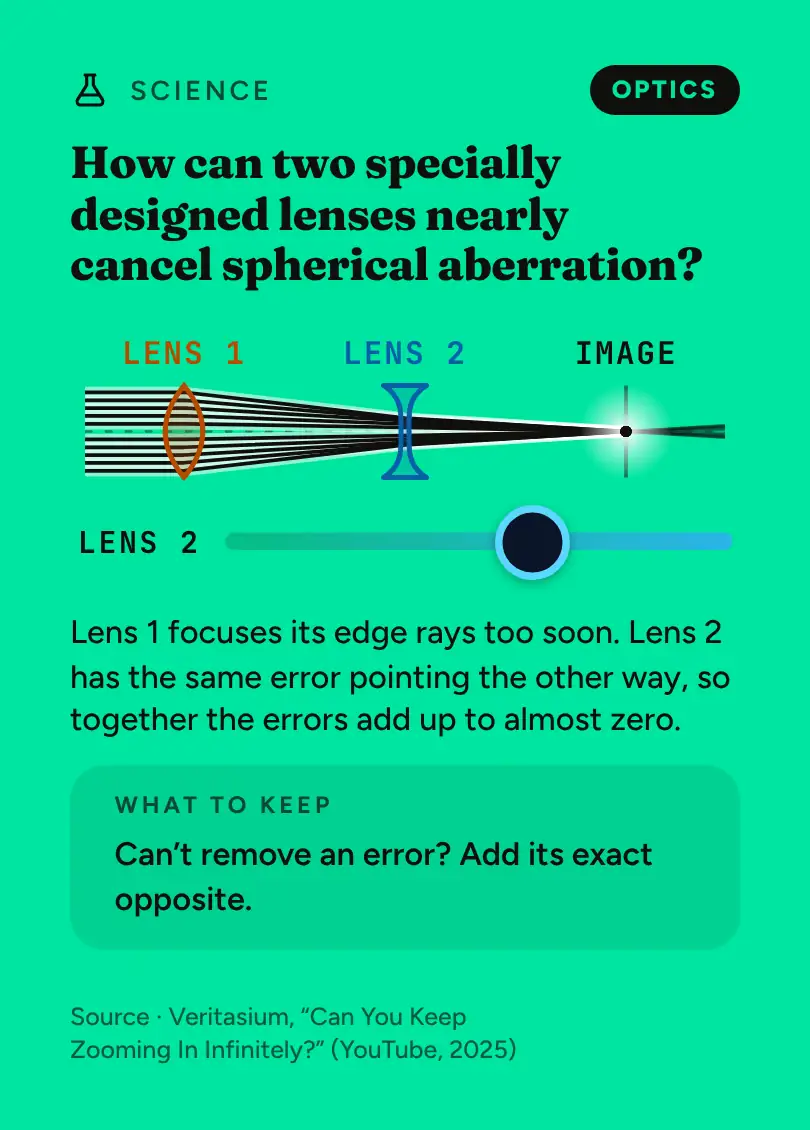 SCIENCE
OPTICS
How can two specially
designed lenses nearly
cancel spherical aberration?
LENS 1
LENS 2
IMAGE
LENS 2
Lens 1 focuses its edge rays too soon. Lens 2
has the same error pointing the other way, so
together the errors add up to almost zero.
WHAT TO KEEP
Can’t remove an error? Add its exact
opposite.
Source · Veritasium, “Can You Keep
Zooming In Infinitely?” (YouTube, 2025)